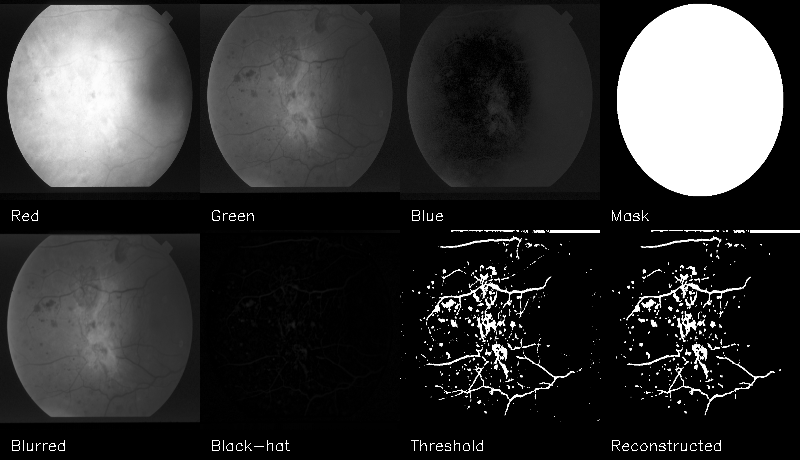 Red
Green
Blue
Mask
Blurred
Black-hat
Threshold
Reconstructed